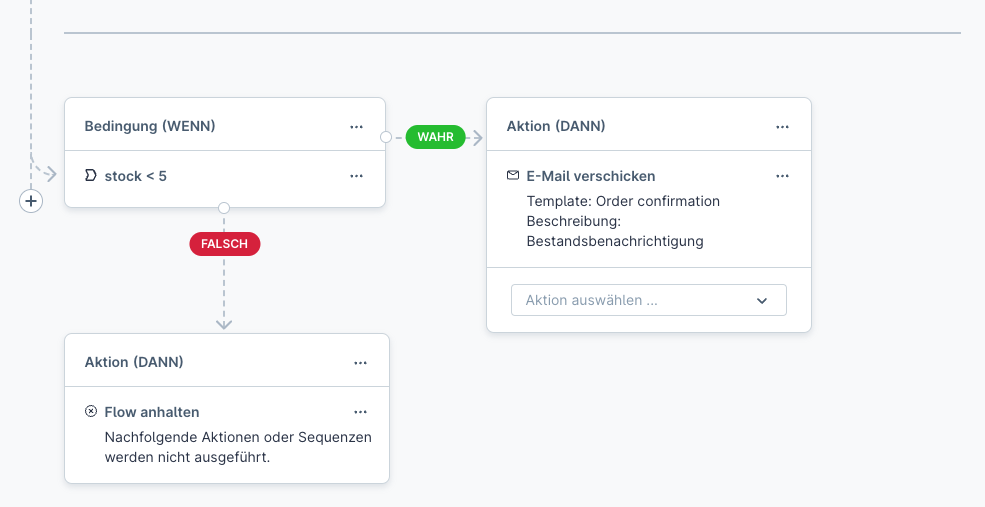 Bedingung (WENN)
stock < 5
WAHR
FALSCH
Aktion (DANN)
E-Mail verschicken
Template: Order confirmation
Beschreibung:
Bestandsbenachrichtigung
Aktion auswählen ...
Aktion (DANN)
Flow anhalten
Nachfolgende Aktionen oder Sequenzen
werden nicht ausgeführt.